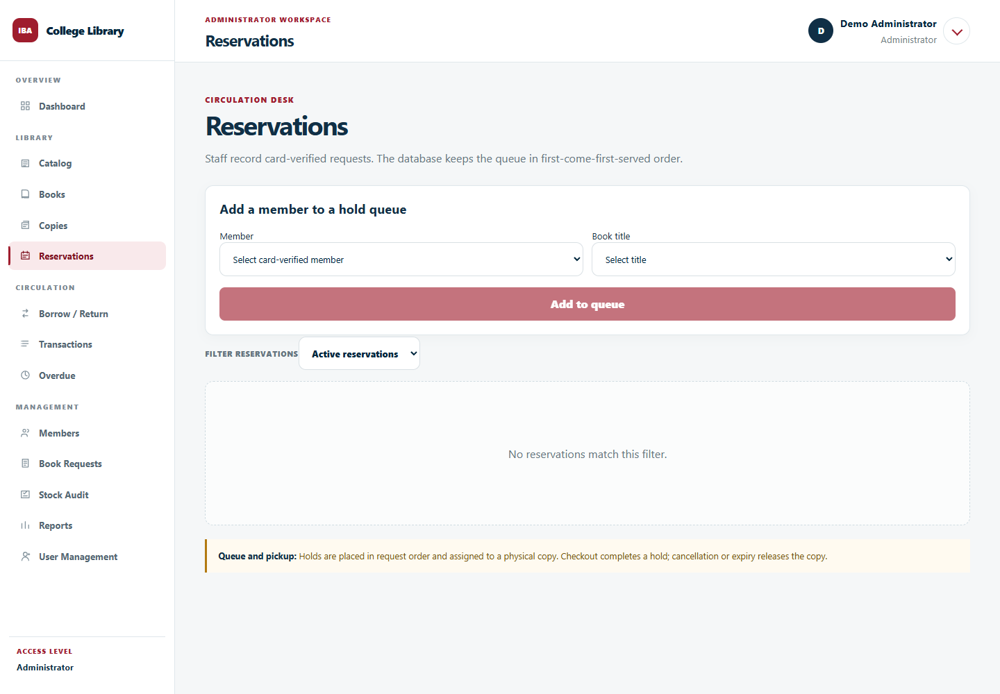 IBA
College Library
ADMINISTRATOR WORKSPACE
Reservations
D
Demo Administrator
Administrator
OVERVIEW
Dashboard
LIBRARY
Catalog
Books
Copies
Reservations
CIRCULATION
Borrow / Return
Transactions
Overdue
MANAGEMENT
Members
Book Requests
Stock Audit
Reports
User Management
ACCESS LEVEL
Administrator
CIRCULATION DESK
Reservations
Staff record card-verified requests. The database keeps the queue in first-come-first-served order.
Add a member to a hold queue
Member
Select card-verified member
Book title
Select title
Add to queue
FILTER RESERVATIONS
Active reservations
No reservations match this filter.
Queue and pickup: Holds are placed in request order and assigned to a physical copy. Checkout completes a hold; cancellation or expiry releases the copy.